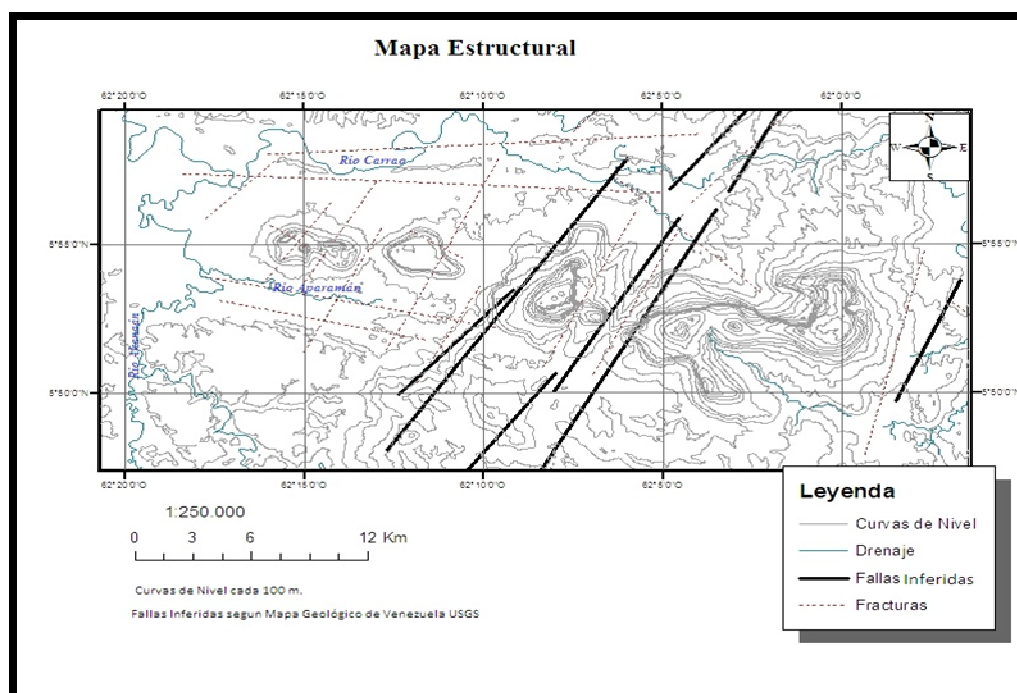 Mapa Estructural
62°20'0"O 62°15'0"O 62°10'0"O 62°5'0"O 62°0'0"O
N
W E
S
Río Carrao
5°55'0"N 5°55'0"N
Río Aparamán
5°50'0"N 5°50'0"N
62°20'0"O 62°15'0"O 62°10'0"O 62°5'0"O
1:250.000
0 3 6 12 Km
Curvas de Nivel cada 100 m.
Fallas Inferidas segun Mapa Geológico de Venezuela USGS
Leyenda
Curvas de Nivel
Drenaje
Fallas Inferidas
Fracturas